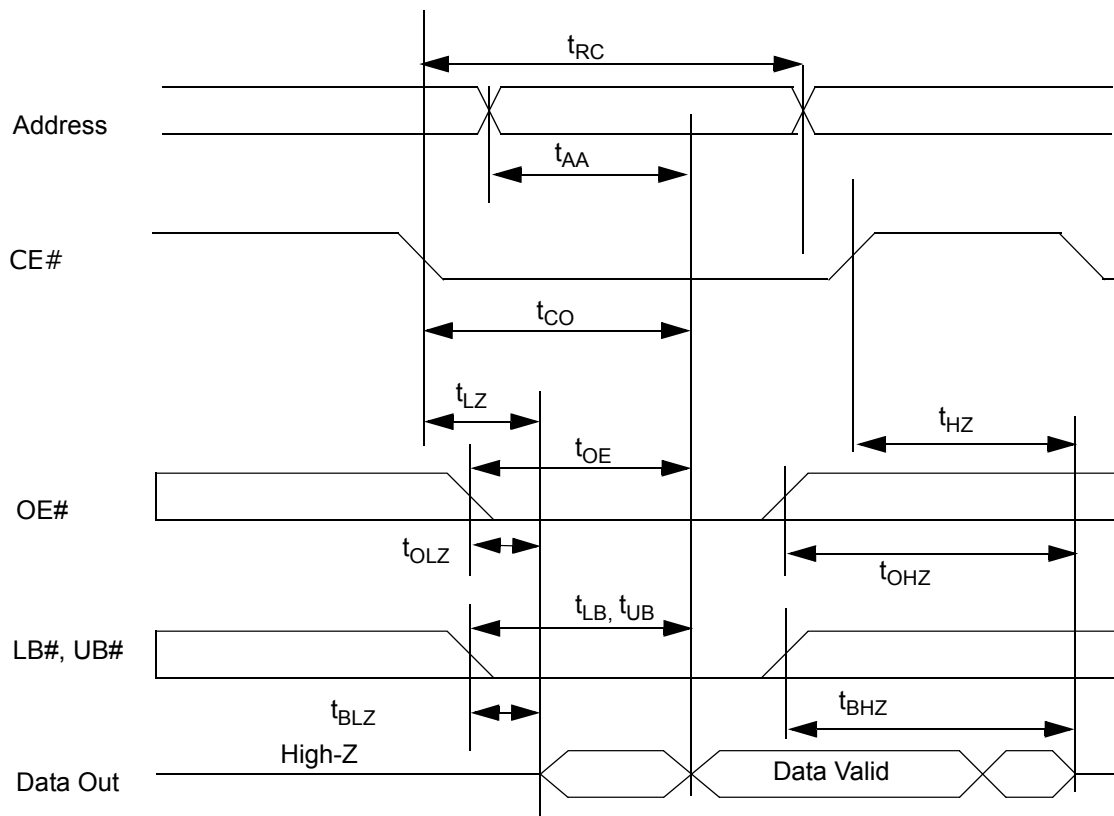 tRC
Address
tAA
CE#
tCO
tLZ
tHZ
tOE
OE#
tOLZ
tOHZ
tLB, tUB
LB#, UB#
tBLZ
tBHZ
High-Z
Data Valid
Data Out